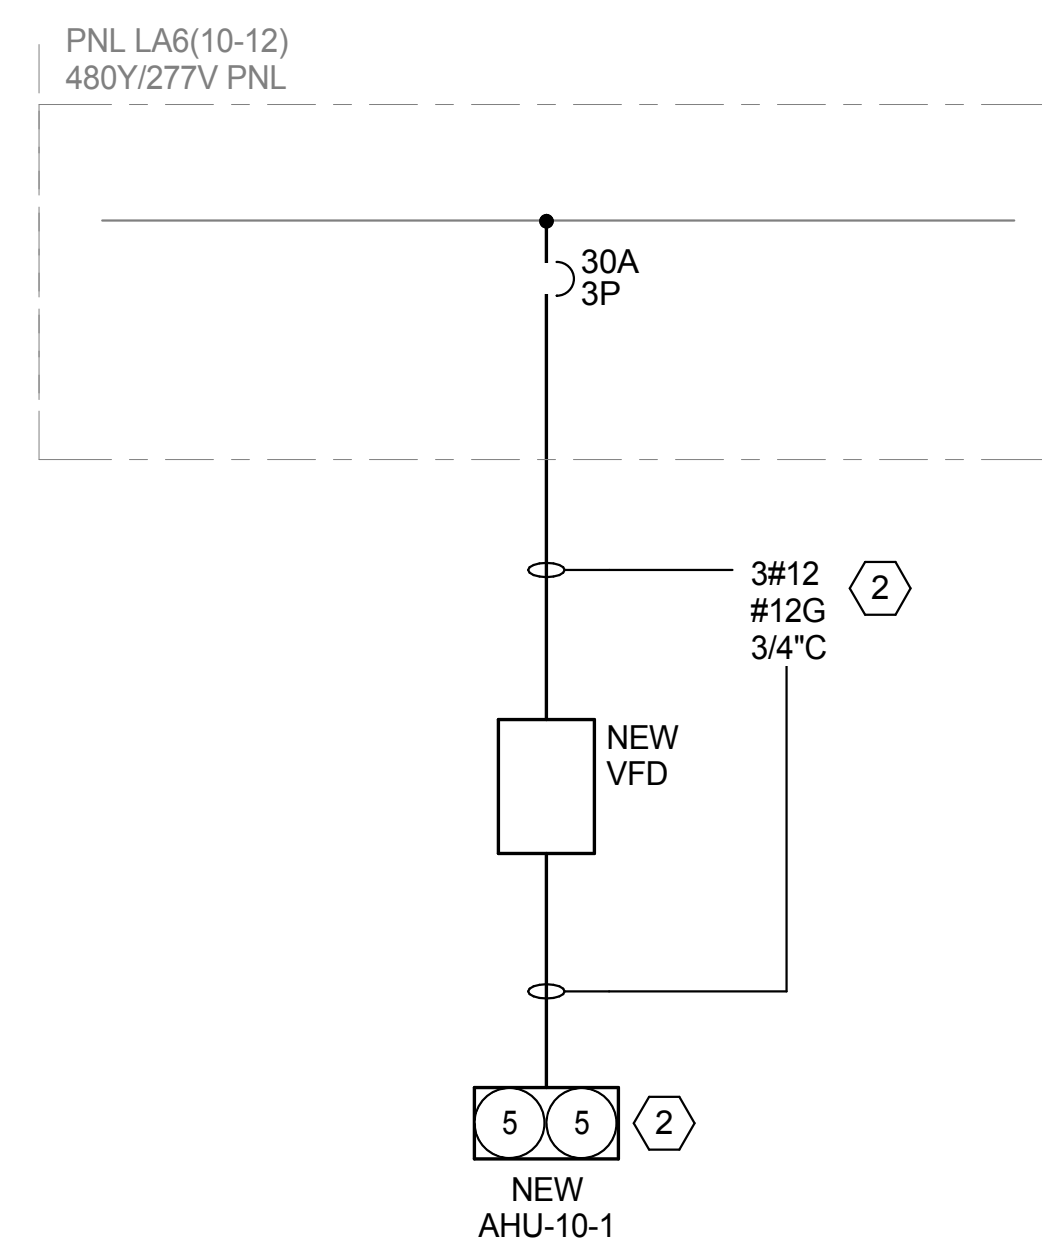 PNL LA6(10-12)
480Y/277V PNL
30A
3P
3#12
#12G
3/4"C
2
NEW
VFD
5 5
2
NEW
AHU-10-1